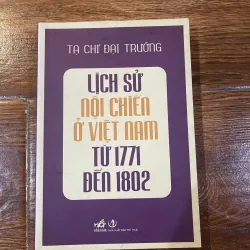 TẠ CHÍ ĐẠI TRƯỜNG
LỊCH SỬ
NỘI CHIẾN
Ở VIỆT NAM
TỪ 1771
ĐẾN 1802